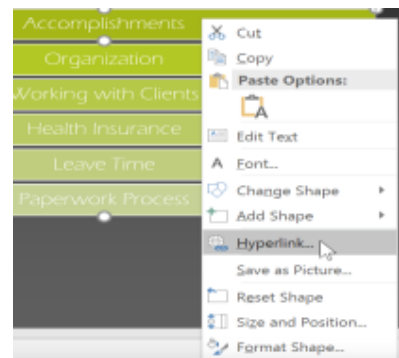 Accomplishments
Organization
Working with Clients
Health Insurance
Leave Time
Paperwork Process
Cut
Copy
Paste Options:
Edit Text
Font...
Change Shape
Add Shape
Hyperlink...
Save as Picture...
Reset Shape
Size and Position...
Format Shape...